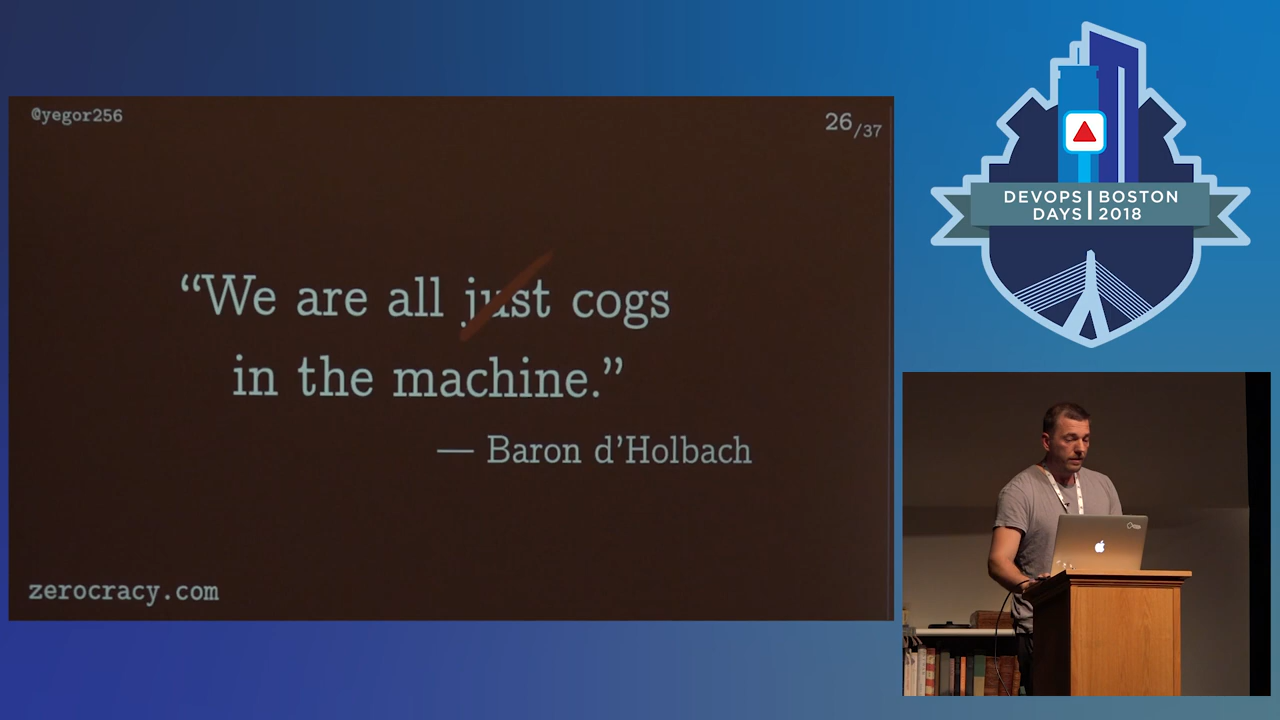 @yegor256
26/37
“We are all just cogs
in the machine.”
— Baron d’Holbach
zerocracy.com
DEVOPS BOSTON
DAYS 2018